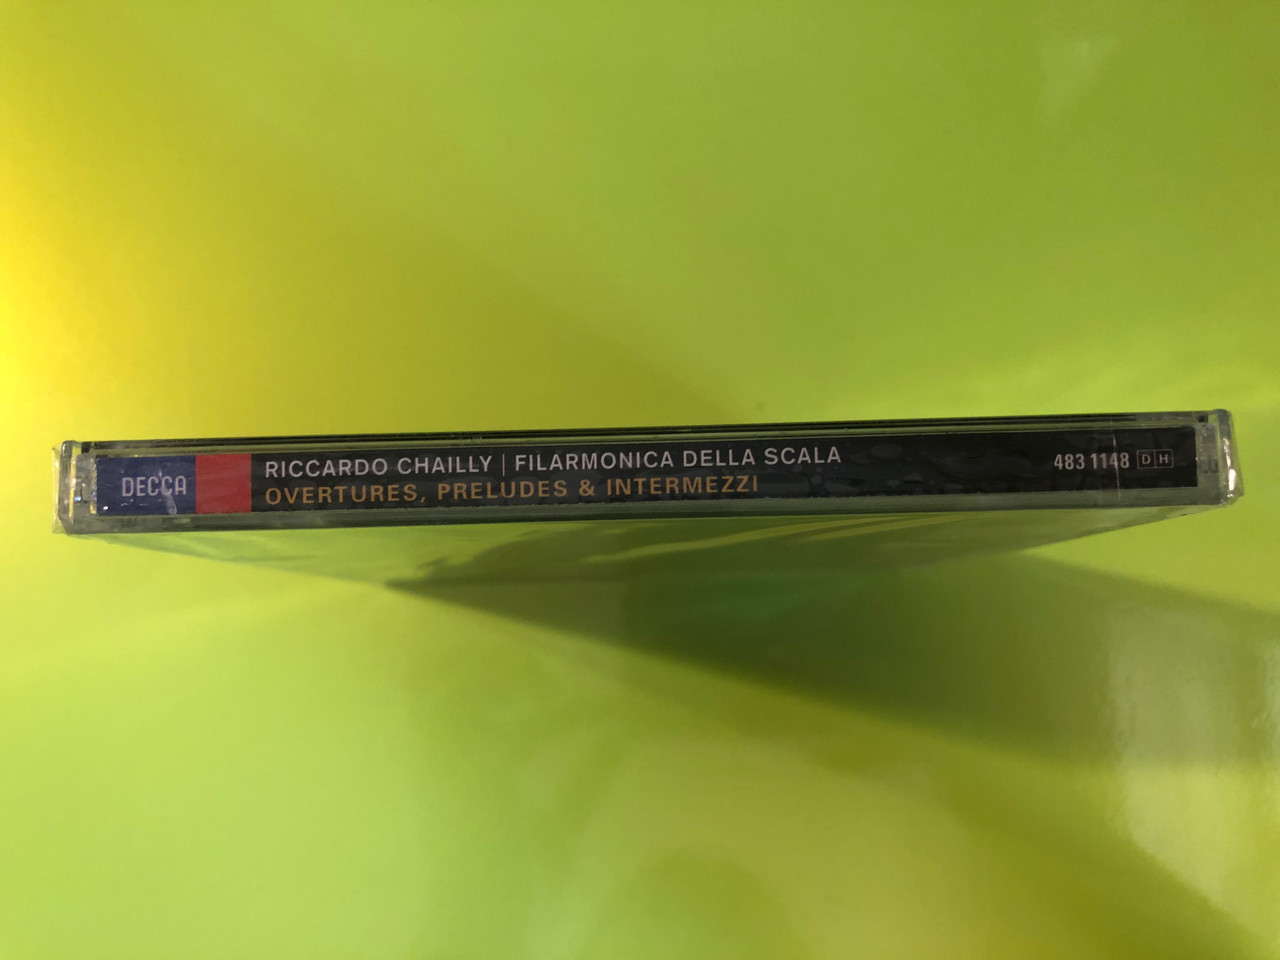 DECCA
RICCARDO CHAILLY | FILARMONICA DELLA SCALA
OVERTURES, PRELUDES & INTERMEZZI
483 1148 DH